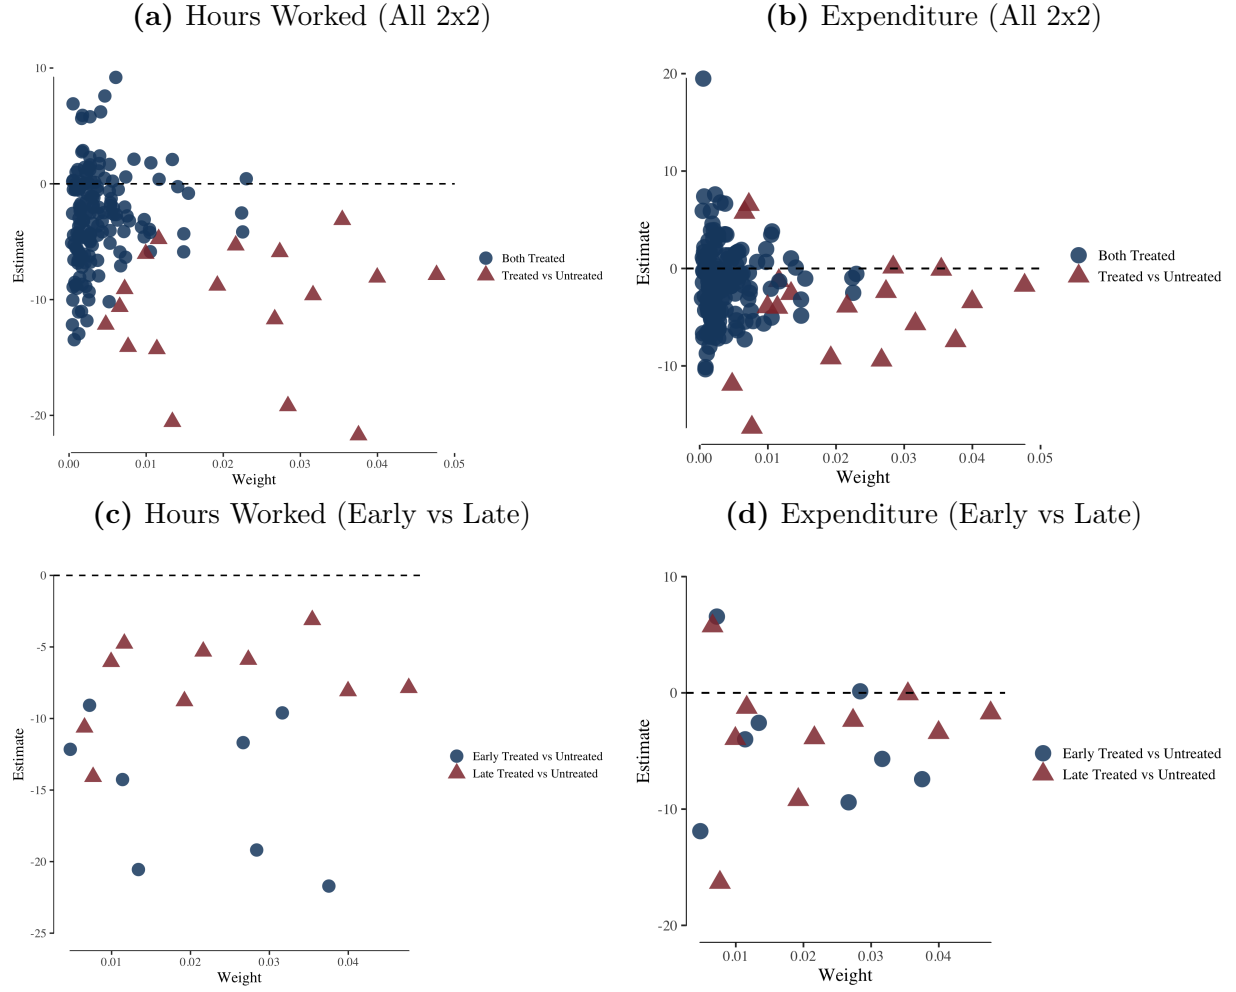 (a) Hours Worked (All 2x2)
10
0
-10
-20
Estimate
0.00 0.01 0.02 0.03 0.04 0.05
Weight
Both Treated
Treated vs Untreated
(b) Expenditure (All 2x2)
20
10
0
-10
Estimate
0.00 0.01 0.02 0.03 0.04 0.05
Weight
Both Treated
Treated vs Untreated
(c) Hours Worked (Early vs Late)
0
-5
-10
-15
-20
-25
Estimate
0.01 0.02 0.03 0.04
Weight
Early Treated vs Untreated
Late Treated vs Untreated
(d) Expenditure (Early vs Late)
10
0
-10
-20
Estimate
0.01 0.02 0.03 0.04
Weight
Early Treated vs Untreated
Late Treated vs Untreated